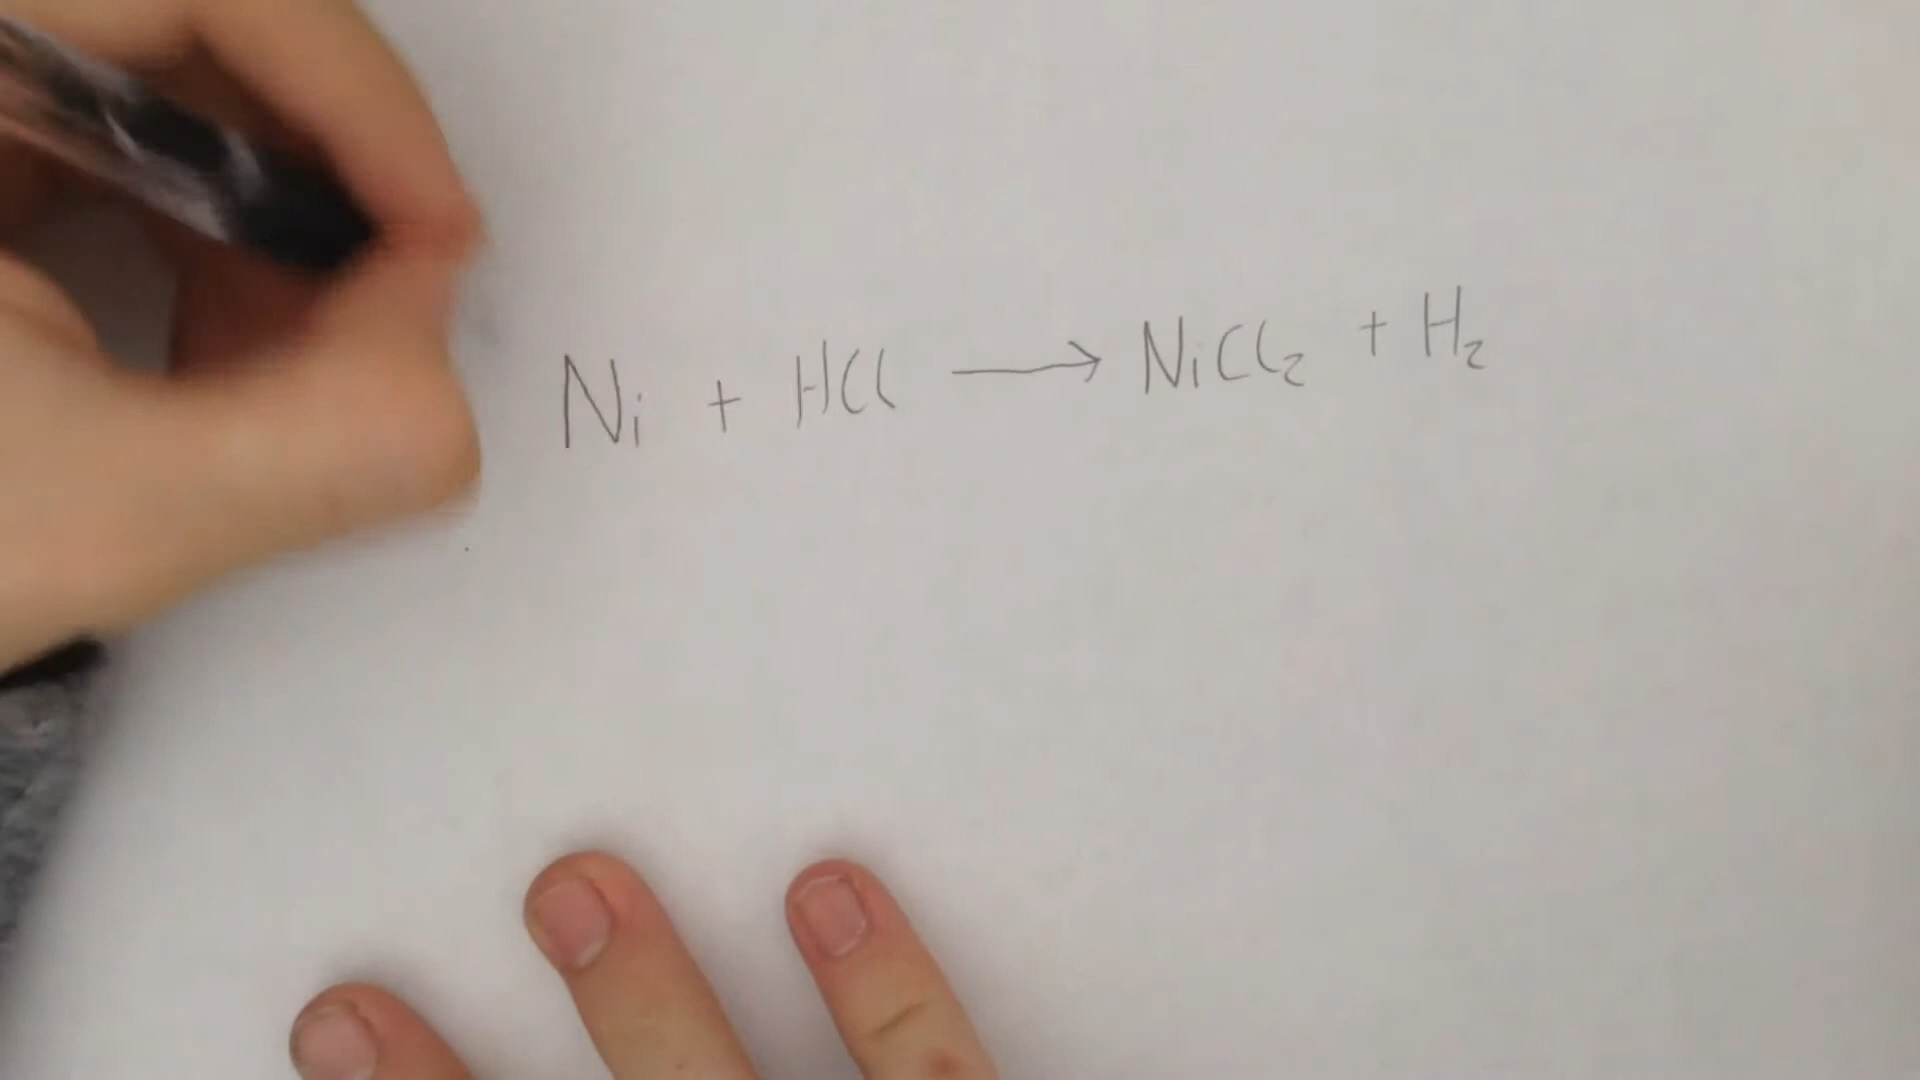 Ni + HCl ⟶ NiCl₂ + H₂